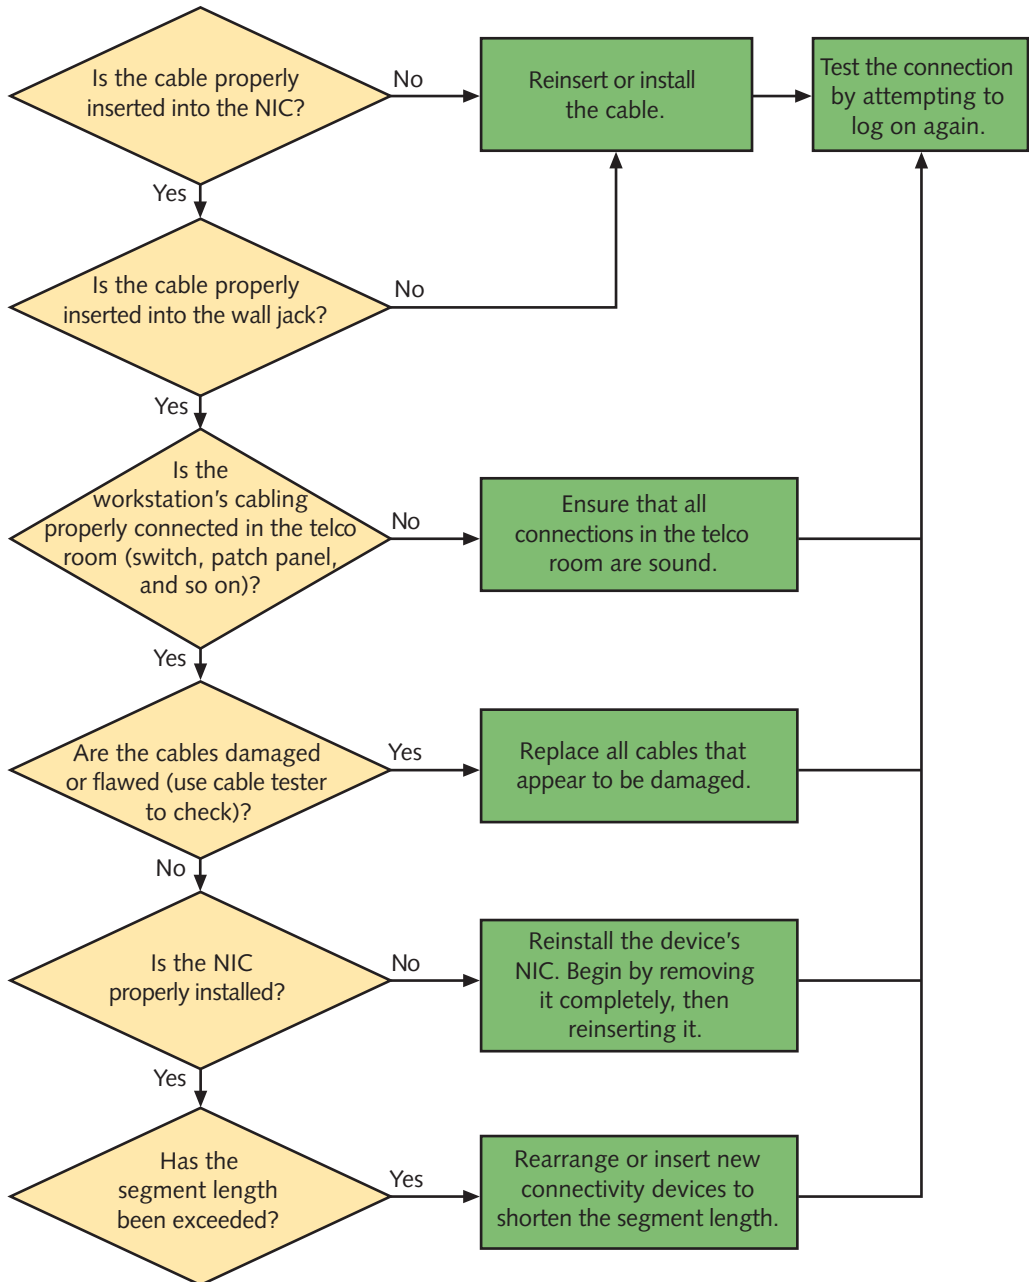 Is the cable properly
inserted into the NIC?
No
Reinsert or install
the cable.
Test the connection
by attempting to
log on again.
Yes
Is the cable properly
inserted into the wall jack?
No
Yes
Is the
workstation's cabling
properly connected in the telco
room (switch, patch panel,
and so on)?
No
Ensure that all
connections in the telco
room are sound.
Yes
Are the cables damaged
or flawed (use cable tester
to check)?
Yes
Replace all cables that
appear to be damaged.
No
Is the NIC
properly installed?
No
Reinstall the device's
NIC. Begin by removing
it completely, then
reinserting it.
Yes
Has the
segment length
been exceeded?
Yes
Rearrange or insert new
connectivity devices to
shorten the segment length.